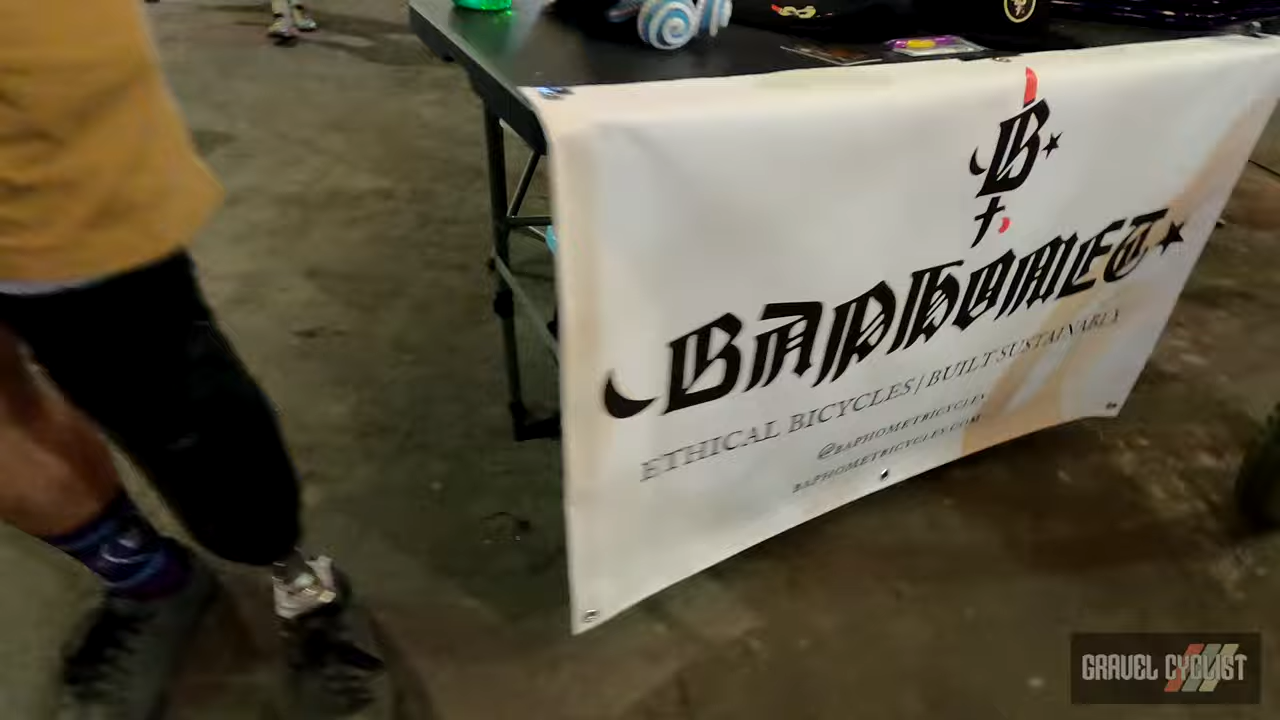 B
BAPHOMET
ETHICAL BICYCLES / BUILT SUSTAINABLY
@BAPHOMETBICYCLES
BAPHOMETBICYCLES.COM
GRAVEL CYCLIST